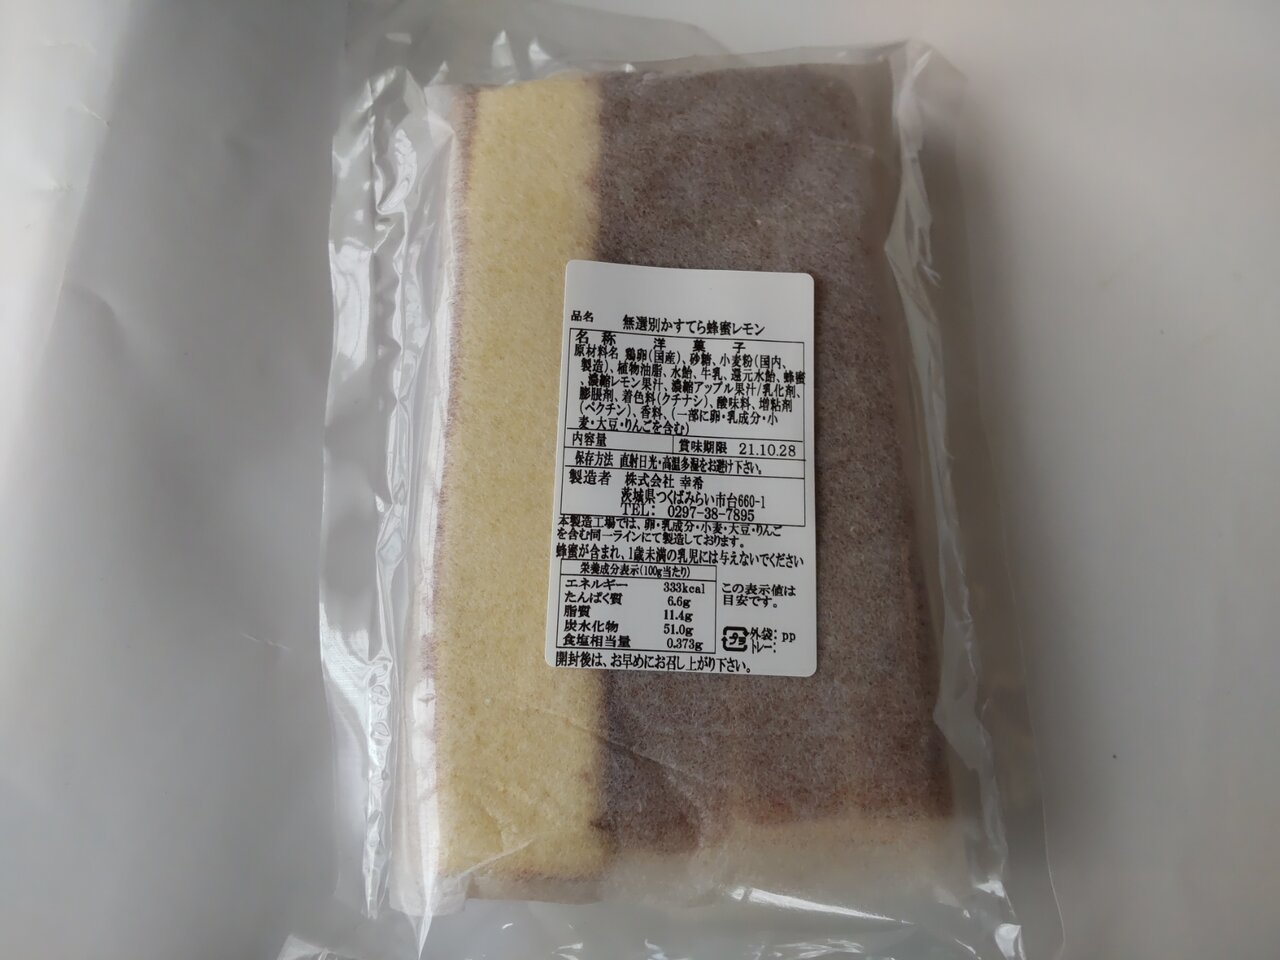 品名 無選別かすてら蜂蜜レモン
名称 洋菓子
原材料名 鶏卵(国産)、砂糖、小麦粉(国内、
製造)、植物油脂、水飴、牛乳、還元水飴、蜂蜜
、濃縮レモン果汁、濃縮アップル果汁/乳化剤、
膨脹剤、着色料(クチナシ)、酸味料、増粘剤
(ペクチン)、香料、(一部に卵・乳成分・小
麦・大豆・りんごを含む)
内容量 賞味期限 21.10.28
保存方法 直射日光・高温多湿をお避け下さい。
製造者 株式会社 幸希
茨城県つくばみらい市台660-1
TEL: 0297-38-7895
本製造工場では、卵・乳成分・小麦・大豆・りんご
を含む同一ラインにて製造しております。
蜂蜜が含まれ、1歳未満の乳児には与えないでください
栄養成分表示(100g当たり)
エネルギー 333kcal
たんぱく質 6.6g
脂質 11.4g
炭水化物 51.0g
食塩相当量 0.373g
この表示値は
目安です。
プラ 外袋: pp
トレー:
開封後は、お早めにお召し上がり下さい。